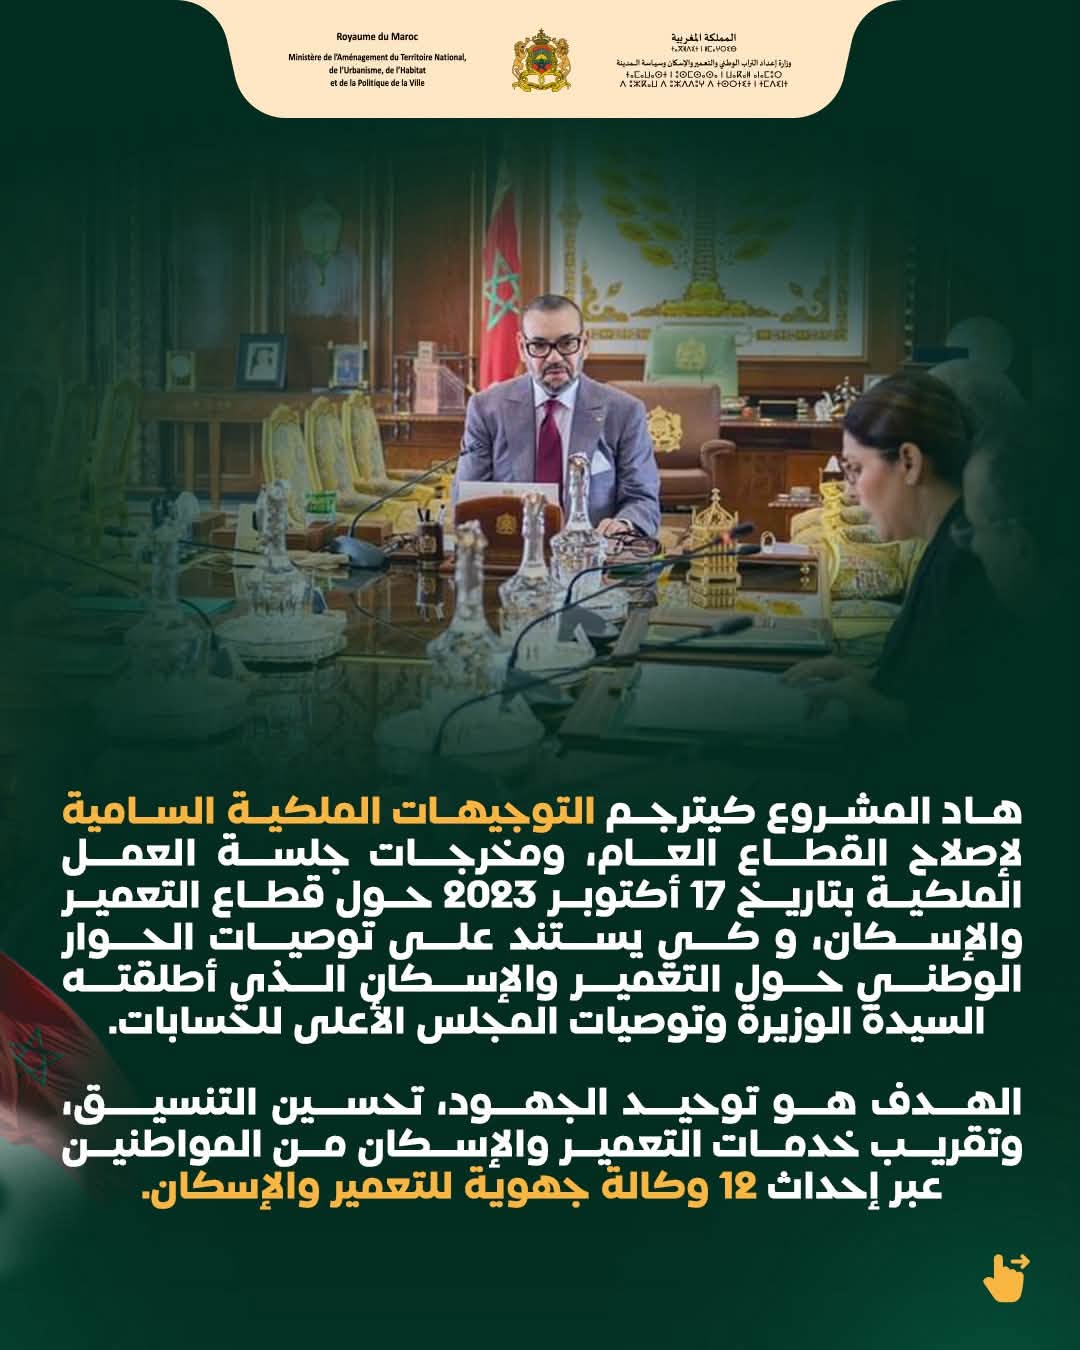 Royaume du Maroc
Ministère de l'Aménagement du Territoire National,
de l'Urbanisme, de l'Habitat
et de la Politique de la Ville
المملكة المغربية
ⵜⴰⴳⵍⴷⵉⵜ ⵏ ⵍⵎⵖⵔⵉⴱ
وزارة إعداد التراب الوطني والتعمير والإسكان وسياسة المدينة
هاد المشروع كيترجم التوجيهات الملكية السامية
لإصلاح القطاع العام، ومخرجات جلسة العمل
الملكية بتاريخ 17 أكتوبر 2023 حول قطاع التعمير
والإسكان، و كي يستند على توصيات الحوار
الوطني حول التعمير والإسكان الذي أطلقته
السيدة الوزيرة وتوصيات المجلس الأعلى للحسابات.
الهدف هو توحيد الجهود، تحسين التنسيق،
وتقريب خدمات التعمير والإسكان من المواطنين
عبر إحداث 12 وكالة جهوية للتعمير والإسكان.